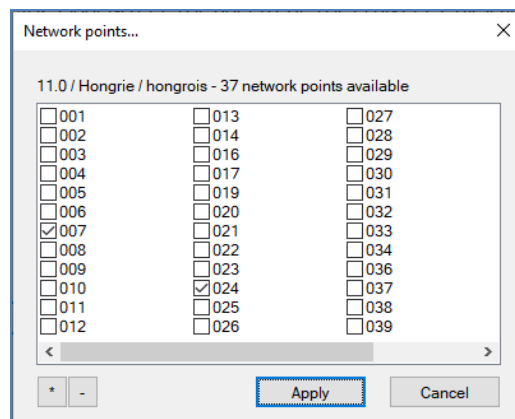 Network points...
11.0 / Hongrie / hongrois - 37 network points available
001 013 027
002 014 028
003 016 029
004 017 030
005 019 031
006 020 032
007 021 033
008 022 034
009 023 036
010 024 037
011 025 038
012 026 039
* - Apply Cancel